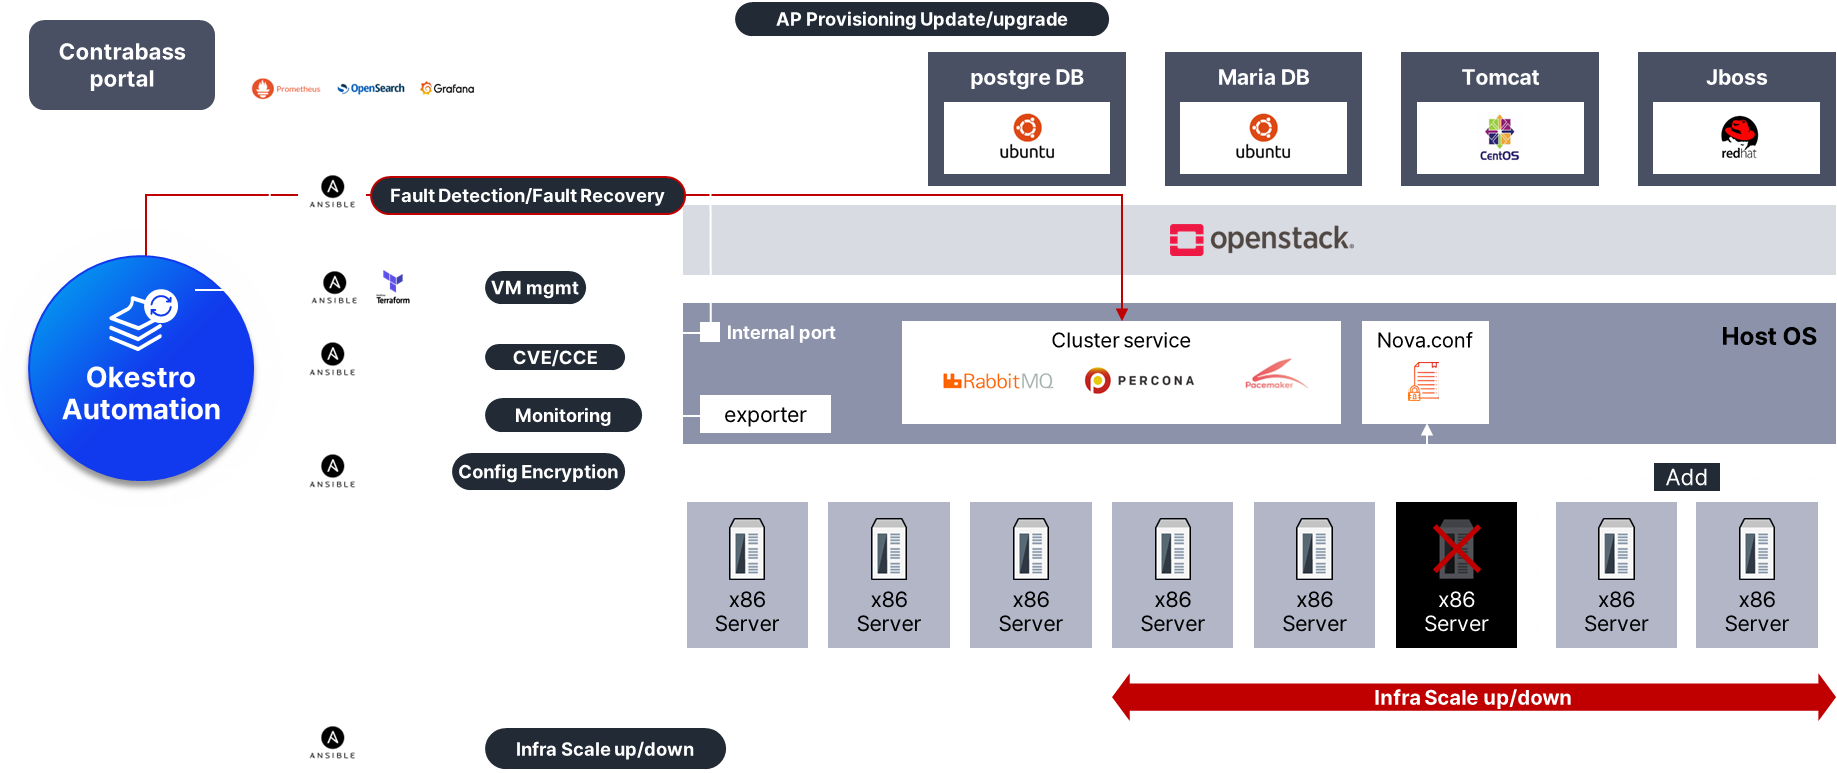 AP Provisioning Update/upgrade
Contrabass
portal
Prometheus
OpenSearch
Grafana
postgre DB
ubuntu
Maria DB
ubuntu
Tomcat
CentOS
Jboss
redhat
ANSIBLE
Fault Detection/Fault Recovery
openstack.
Okestro
Automation
ANSIBLE
Terraform
VM mgmt
ANSIBLE
CVE/CCE
Monitoring
ANSIBLE
Config Encryption
Internal port
exporter
Cluster service
RabbitMQ
PERCONA
Pacemaker
Nova.conf
Host OS
Add
x86
Server
x86
Server
x86
Server
x86
Server
x86
Server
x86
Server
x86
Server
x86
Server
Infra Scale up/down
ANSIBLE
Infra Scale up/down